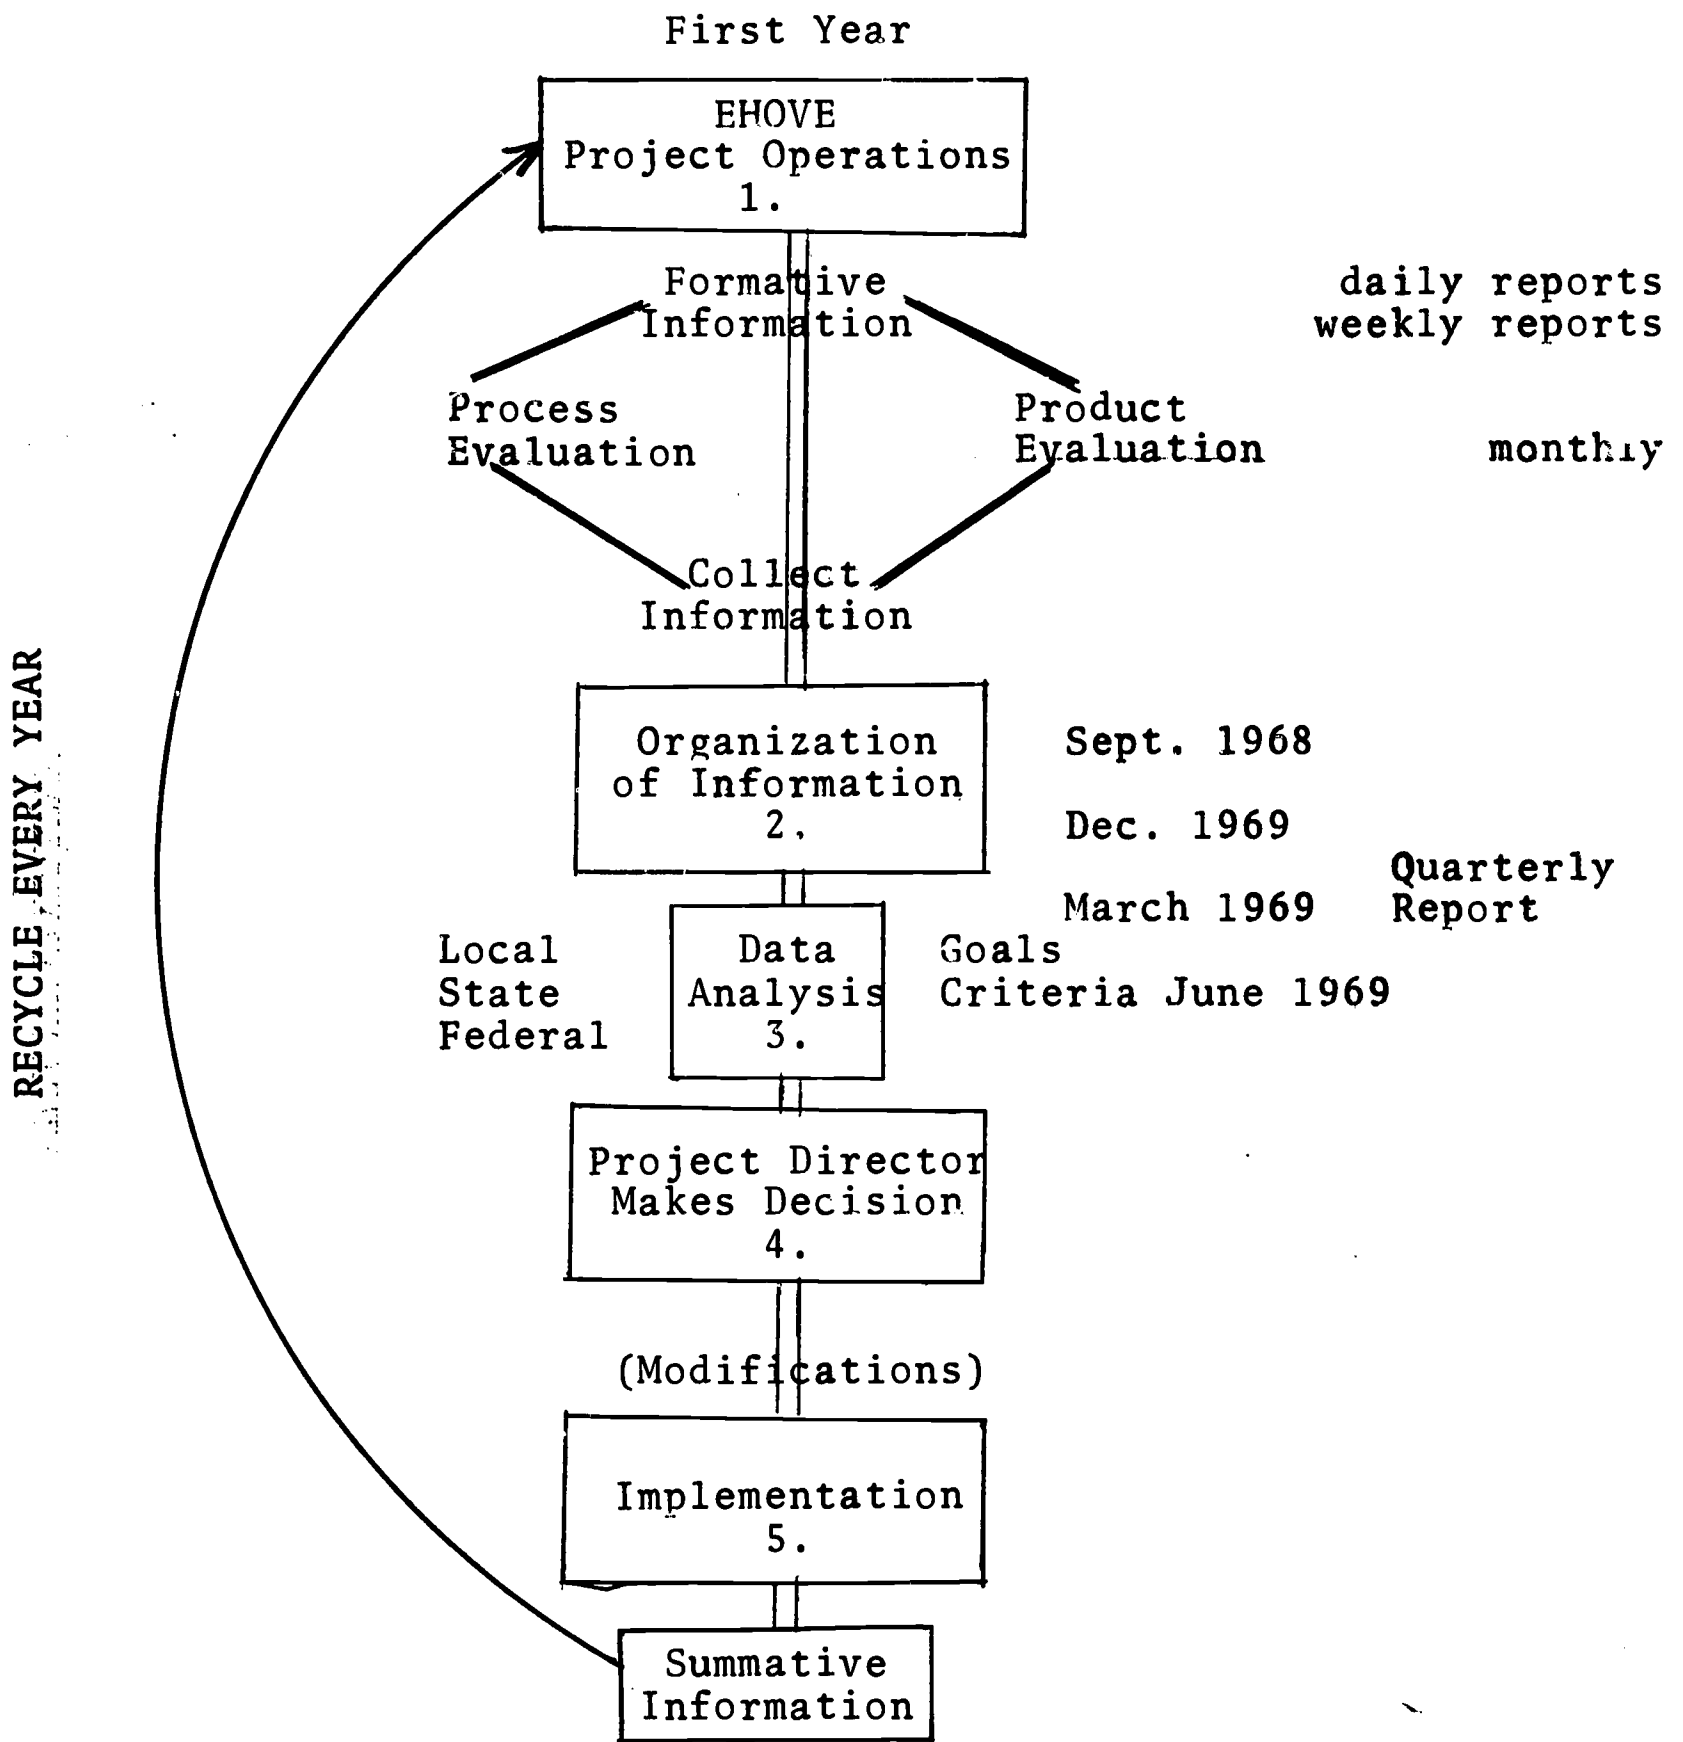 First Year
EHOVE
Project Operations
1.
Formative
Information
daily reports
weekly reports
Process
Evaluation
Product
Evaluation
monthly
Collect
Information
RECYCLE EVERY YEAR
Organization
of Information
2.
Sept. 1968
Dec. 1969
March 1969
Quarterly
Report
Local
State
Federal
Data
Analysis
3.
Goals
Criteria June 1969
Project Director
Makes Decision
4.
(Modifications)
Implementation
5.
Summative
Information